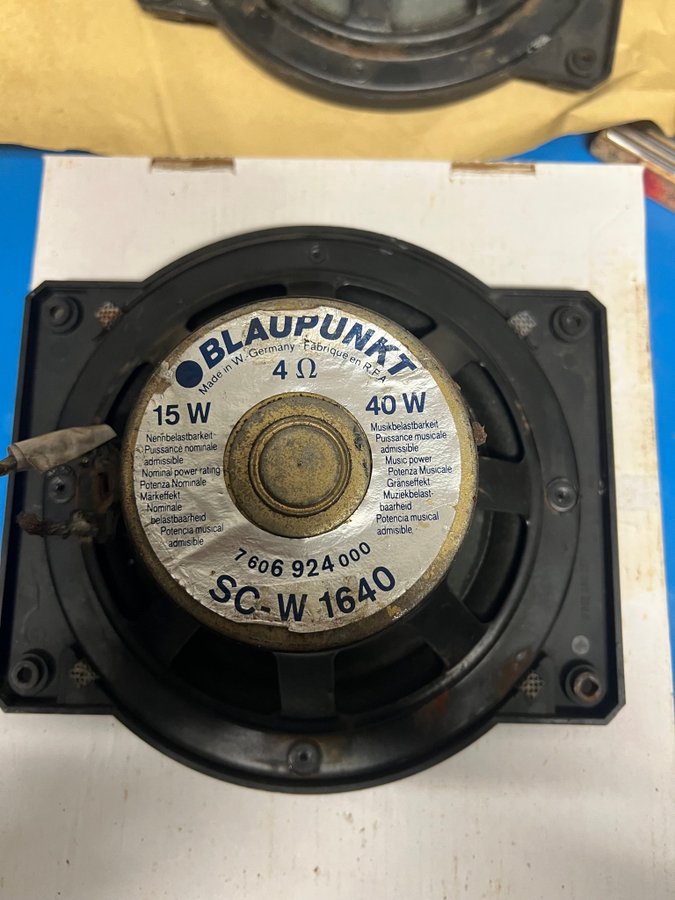 BLAUPUNKT
Made in W. Germany · Fabriqué en R.F.A
4 Ω
15 W
Nennbelastbarkeit
Puissance nominale
admissible
Nominal power rating
Potenza Nominale
Märkeffekt
Nominale
belastbaarheid
Potencia musical
admisible
40 W
Musikbelastbarkeit
Puissance musicale
admissible
Music power
Potenza Musicale
Gränseffekt
Muziekbelast-
baarheid
Potencia musical
admisible
7 606 924 000
SC-W 1640